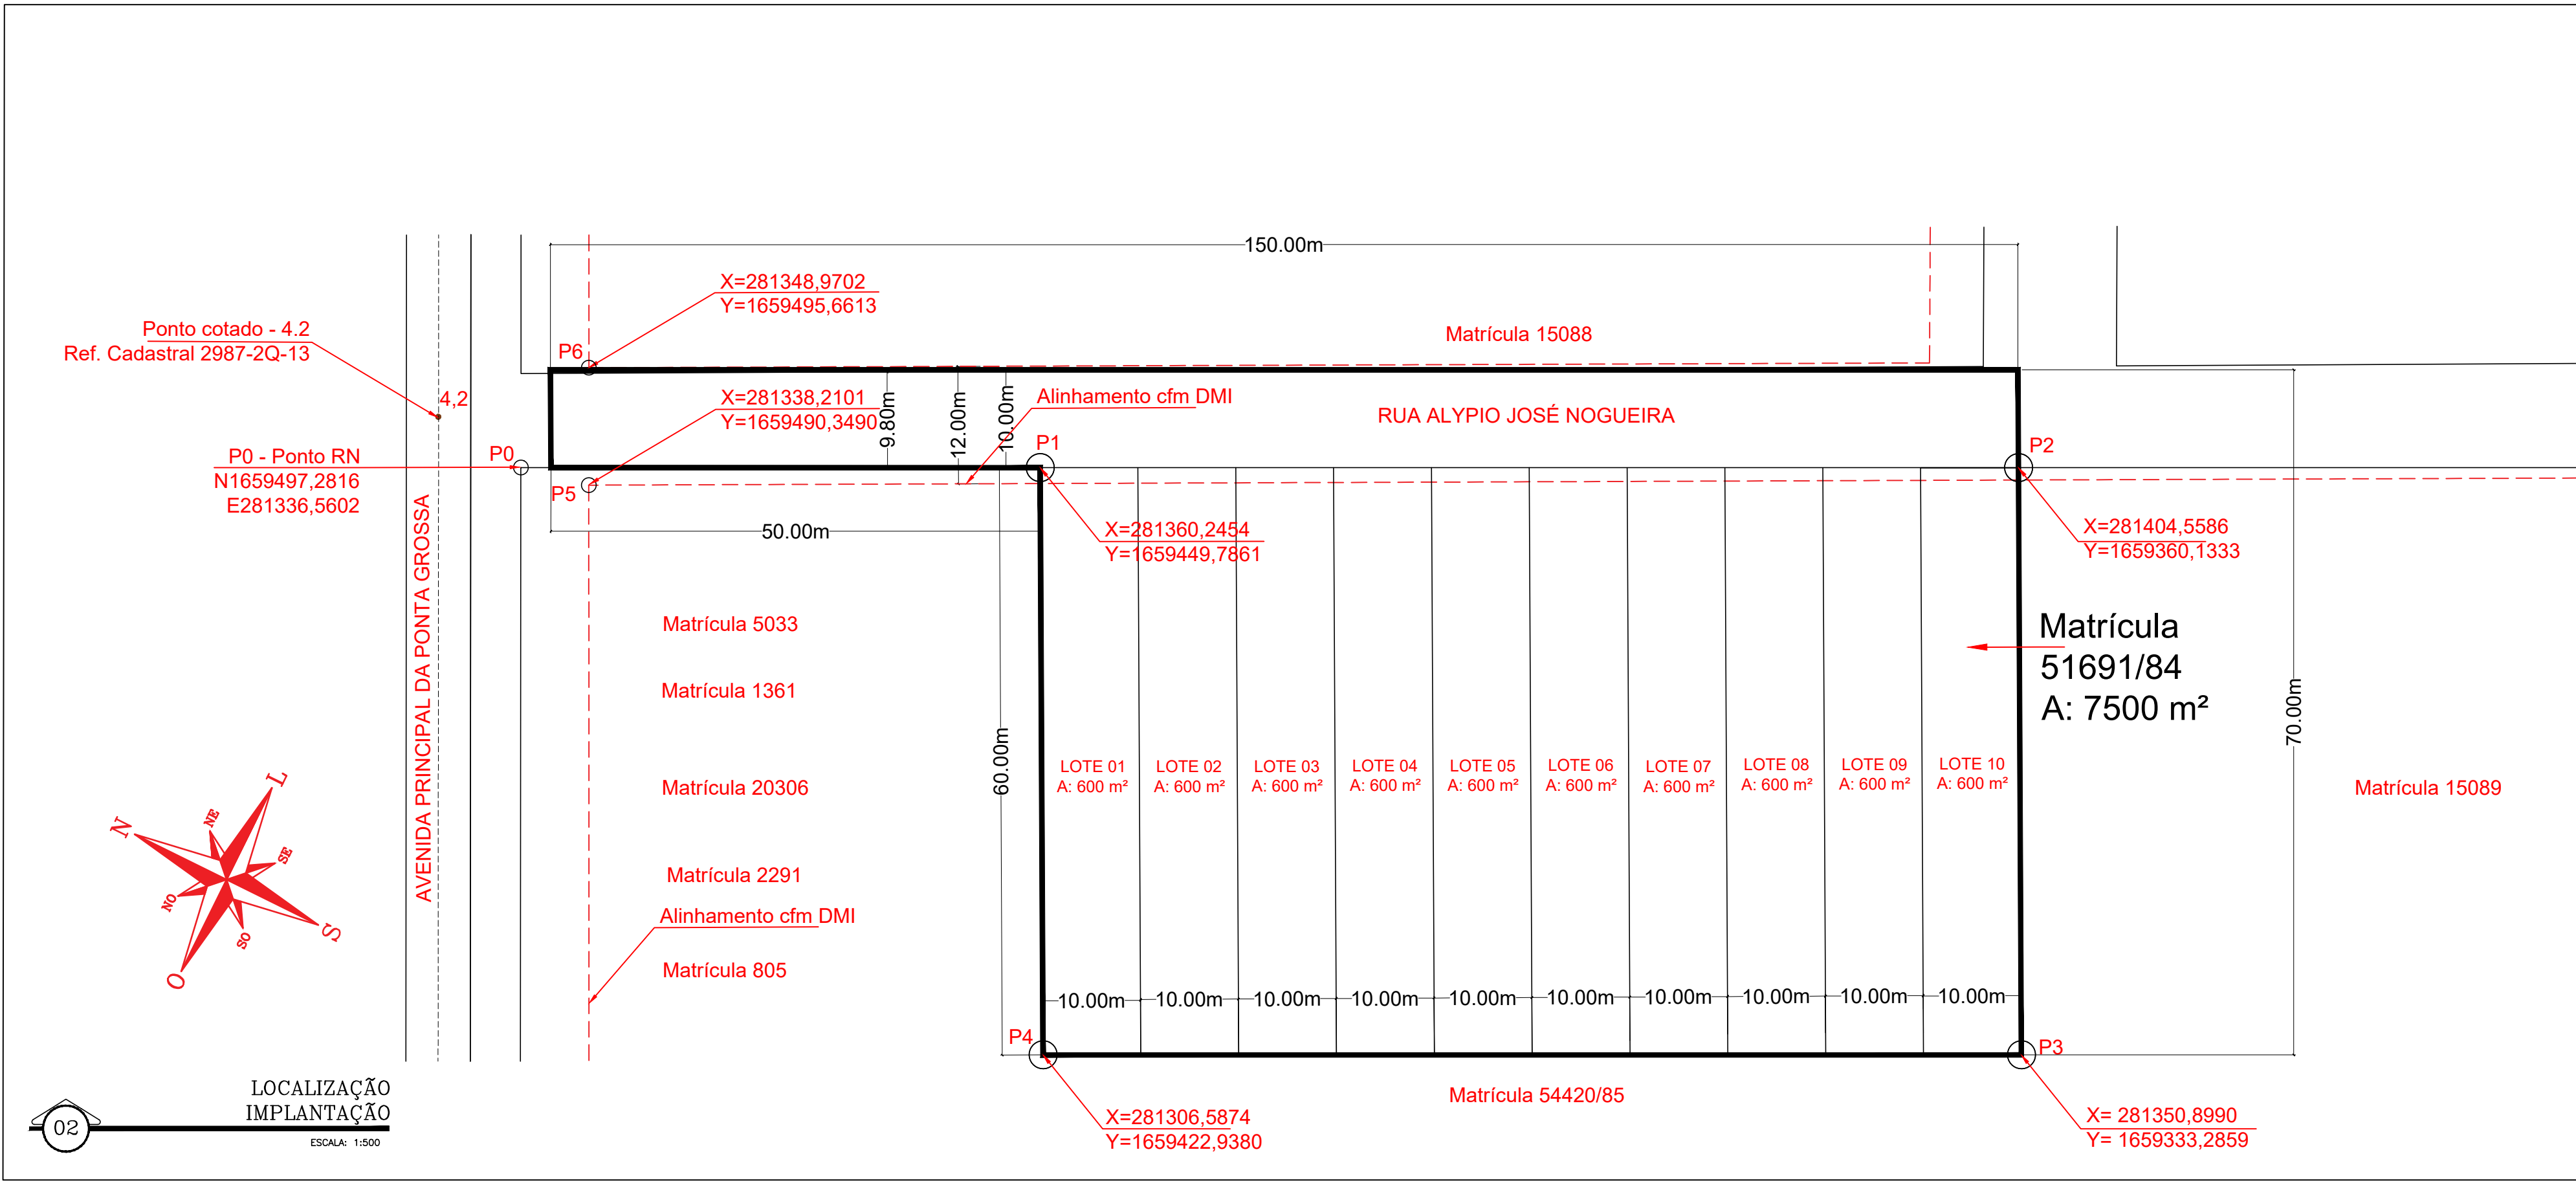 150.00m
X=281348,9702
Y=1659495,6613
Ponto cotado - 4.2
Ref. Cadastral 2987-2Q-13
Matrícula 15088
P6
4,2
X=281338,2101
Y=1659490,3490
9.80m
12.00m
10.00m
Alinhamento cfm DMI
RUA ALYPIO JOSÉ NOGUEIRA
P0 - Ponto RN
N1659497,2816
E281336,5602
P0
P5
P1
P2
50.00m
X=281360,2454
Y=1659449,7861
X=281404,5586
Y=1659360,1333
AVENIDA PRINCIPAL DA PONTA GROSSA
Matrícula 5033
Matrícula 1361
Matrícula 20306
Matrícula 2291
Alinhamento cfm DMI
Matrícula 805
Matrícula
51691/84
A: 7500 m²
60.00m
70.00m
LOTE 01
A: 600 m²
LOTE 02
A: 600 m²
LOTE 03
A: 600 m²
LOTE 04
A: 600 m²
LOTE 05
A: 600 m²
LOTE 06
A: 600 m²
LOTE 07
A: 600 m²
LOTE 08
A: 600 m²
LOTE 09
A: 600 m²
LOTE 10
A: 600 m²
Matrícula 15089
N
NE
L
SE
S
SO
O
NO
10.00m
10.00m
10.00m
10.00m
10.00m
10.00m
10.00m
10.00m
10.00m
10.00m
P4
P3
Matrícula 54420/85
X=281306,5874
Y=1659422,9380
X= 281350,8990
Y= 1659333,2859
LOCALIZAÇÃO
IMPLANTAÇÃO
02
ESCALA: 1:500